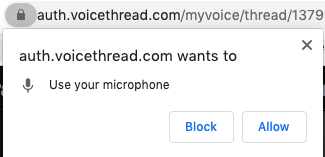 auth.voicethread.com/myvoice/thread/1379
auth.voicethread.com wants to
Use your microphone
Block
Allow